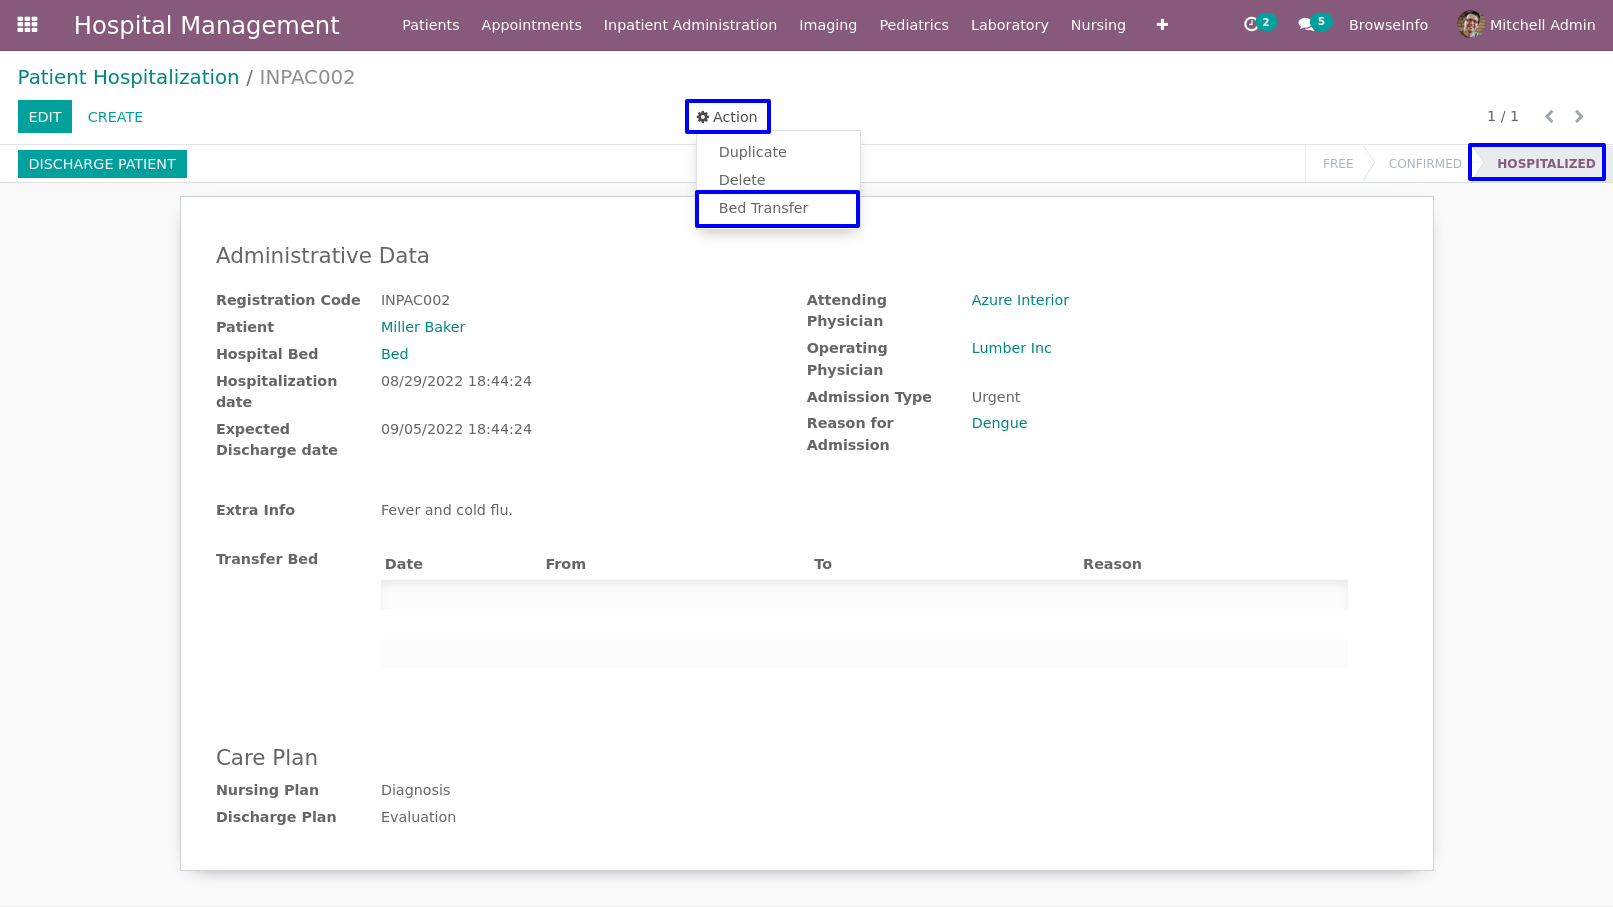 Hospital Management Patients Appointments Inpatient Administration Imaging Pediatrics Laboratory Nursing 2 5 BrowseInfo Mitchell Admin
Patient Hospitalization / INPAC002
EDIT CREATE Action 1 / 1
Duplicate
Delete
Bed Transfer
DISCHARGE PATIENT FREE CONFIRMED HOSPITALIZED
Administrative Data
Registration Code INPAC002
Patient Miller Baker
Hospital Bed Bed
Hospitalization date 08/29/2022 18:44:24
Expected Discharge date 09/05/2022 18:44:24
Attending Physician Azure Interior
Operating Physician Lumber Inc
Admission Type Urgent
Reason for Admission Dengue
Extra Info Fever and cold flu.
Transfer Bed Date From To Reason
Care Plan
Nursing Plan Diagnosis
Discharge Plan Evaluation